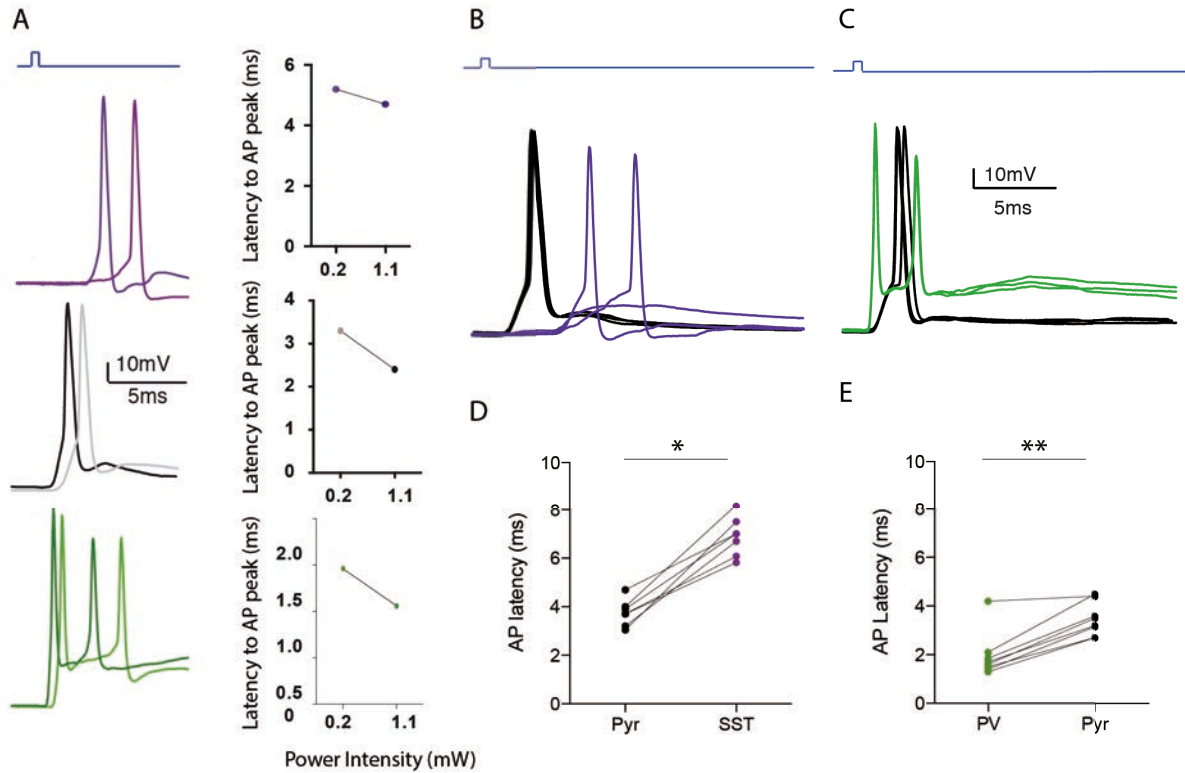 A
B
C
Latency to AP peak (ms)
6
4
2
0
0.2 1.1
10mV
5ms
10mV
5ms
Latency to AP peak (ms)
4
3
2
1
0
0.2 1.1
Latency to AP peak (ms)
2.0
1.5
1.0
0.5
0
0.2 1.1
Power Intensity (mW)
D
*
AP latency (ms)
10
8
6
4
2
0
Pyr SST
E
**
AP Latency (ms)
10
8
6
4
2
0
PV Pyr